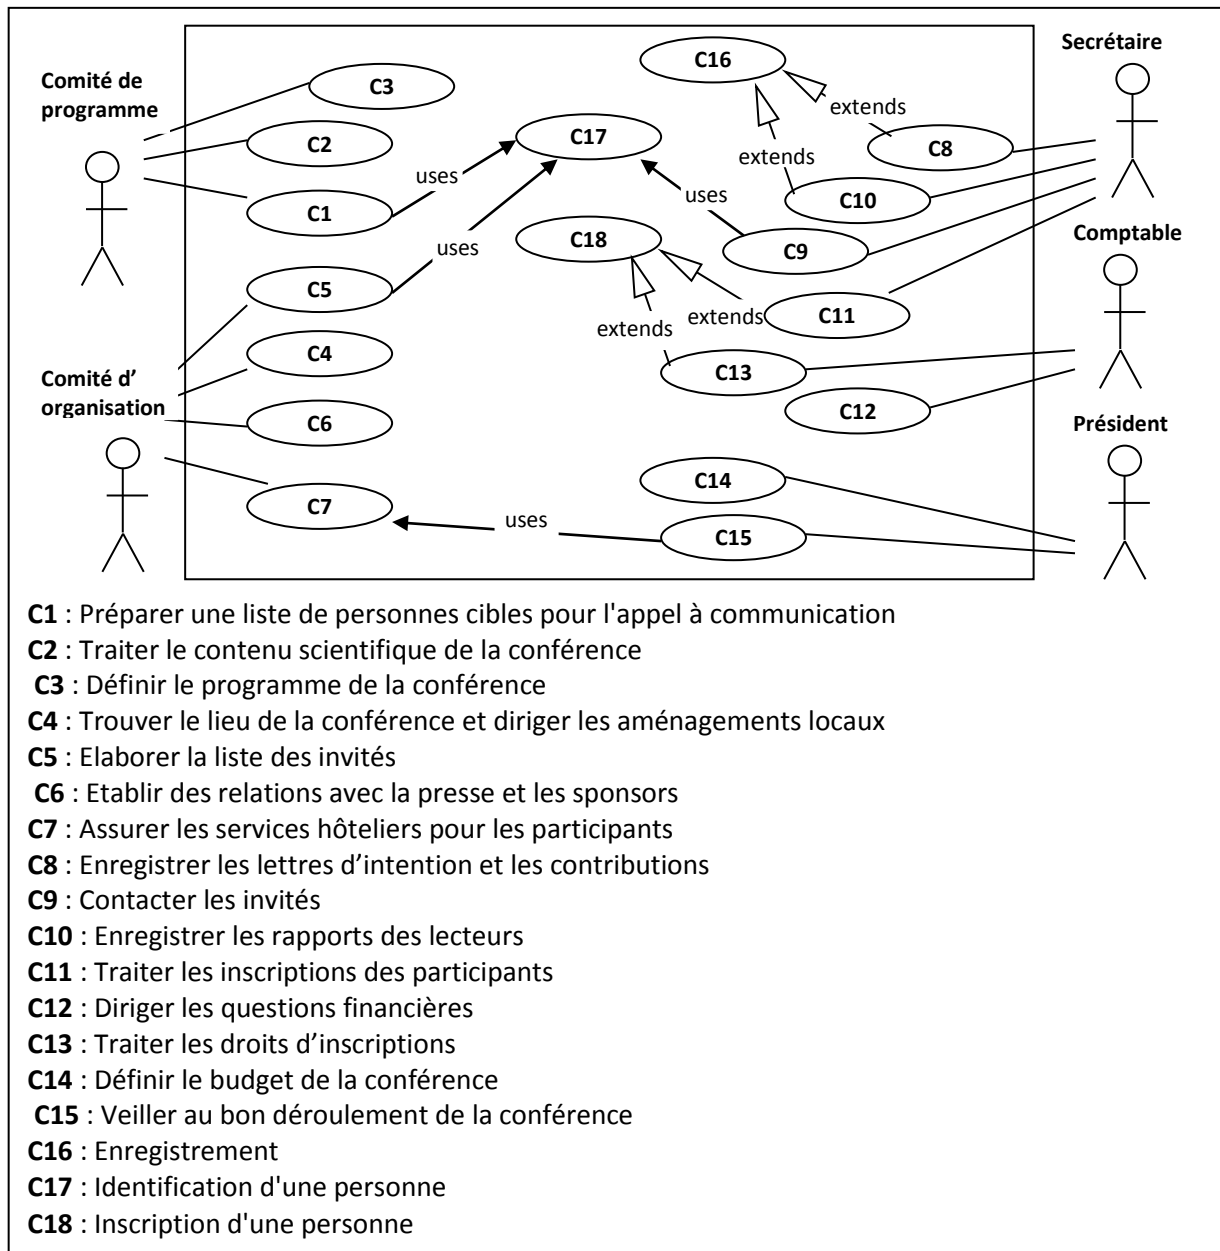 Secrétaire
C16
Comité de
programme
C3
extends
C17
C2
C8
extends
uses
C10
C1
uses
C18
Comptable
uses
C9
C5
C11
extends
extends
C4
C13
Comité d’
organisation
C12
C6
Président
C14
C7
uses
C15
C1 : Préparer une liste de personnes cibles pour l'appel à communication
C2 : Traiter le contenu scientifique de la conférence
C3 : Définir le programme de la conférence
C4 : Trouver le lieu de la conférence et diriger les aménagements locaux
C5 : Elaborer la liste des invités
C6 : Etablir des relations avec la presse et les sponsors
C7 : Assurer les services hôteliers pour les participants
C8 : Enregistrer les lettres d’intention et les contributions
C9 : Contacter les invités
C10 : Enregistrer les rapports des lecteurs
C11 : Traiter les inscriptions des participants
C12 : Diriger les questions financières
C13 : Traiter les droits d’inscriptions
C14 : Définir le budget de la conférence
C15 : Veiller au bon déroulement de la conférence
C16 : Enregistrement
C17 : Identification d'une personne
C18 : Inscription d'une personne